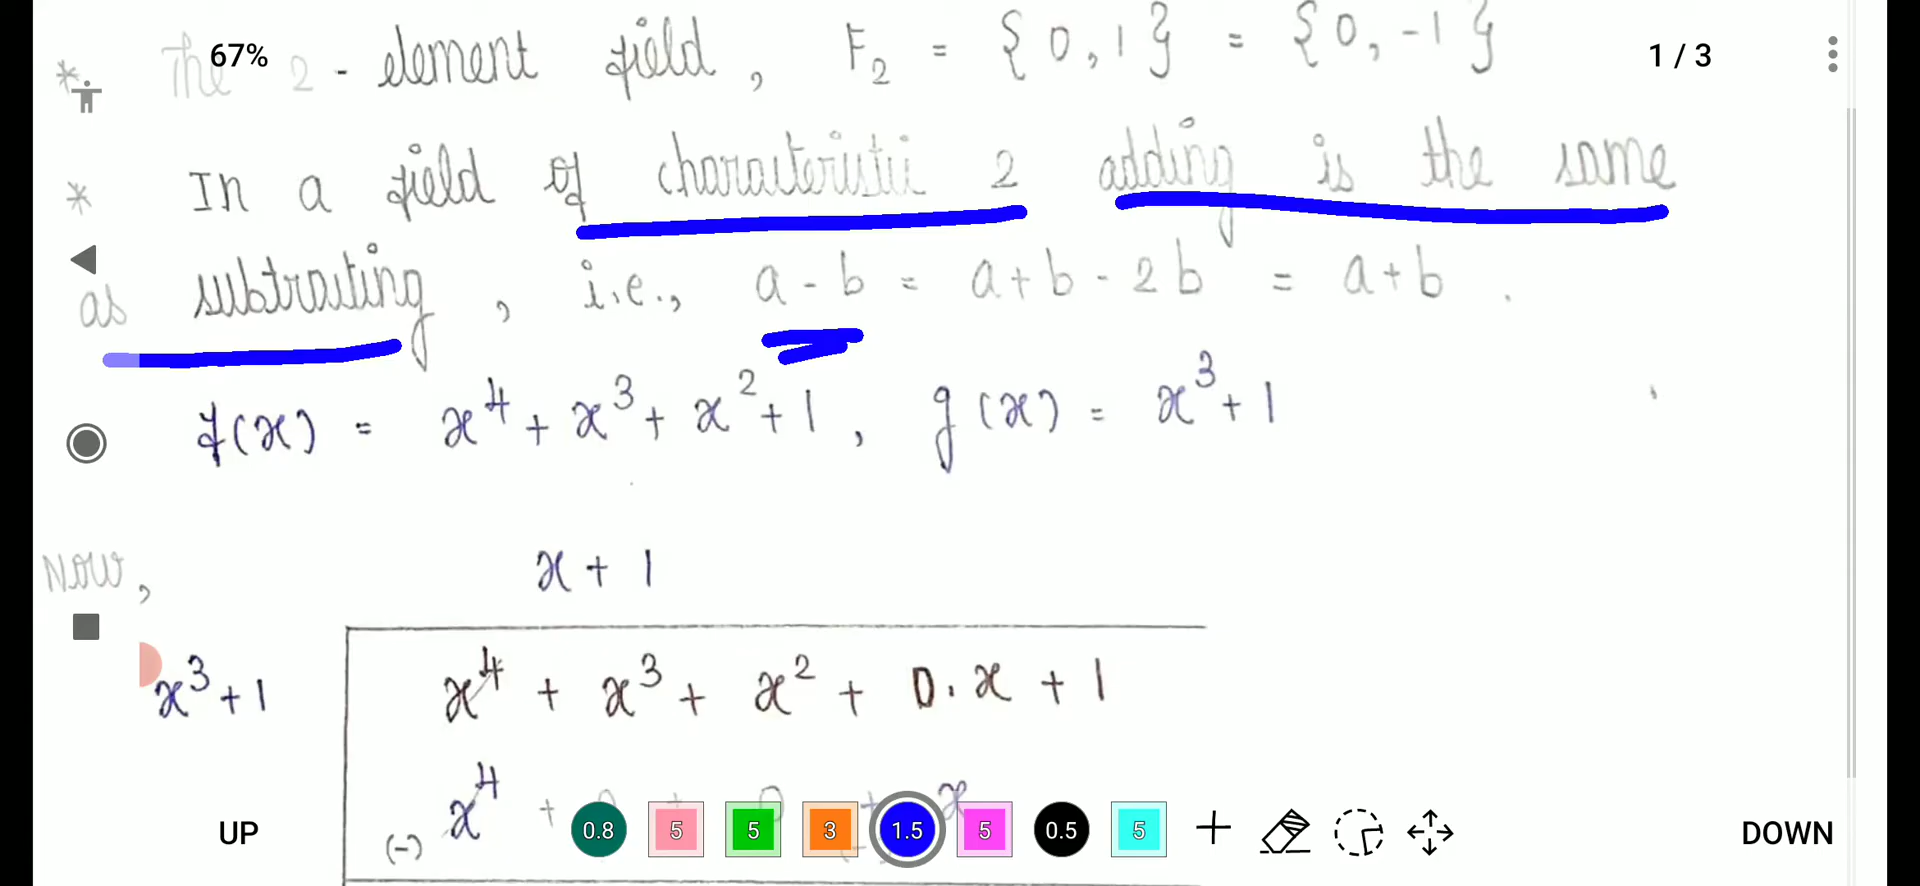 67%
1 / 3
* The 2 - element field , F₂ = { 0 , 1 } = { 0 , -1 }
* In a field of characteristic 2 adding is the same
as subtracting , i.e., a - b = a + b - 2b = a + b .
f(x) = x⁴ + x³ + x² + 1 , g(x) = x³ + 1
Now,
x + 1
x³ + 1 x⁴ + x³ + x² + 0 . x + 1
(-) x⁴ + 0 + 0 + x
0.8 5 5 3 1.5 5 0.5 5 +
UP
DOWN